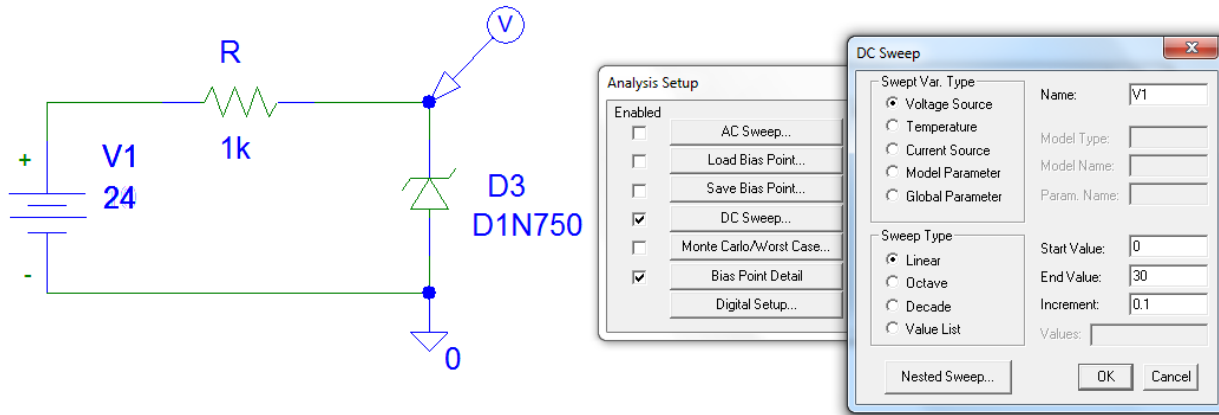 V
R
1k
+
V1
24
-
D3
D1N750
0
Analysis Setup
Enabled
AC Sweep...
Load Bias Point...
Save Bias Point...
DC Sweep...
Monte Carlo/Worst Case...
Bias Point Detail
Digital Setup...
DC Sweep
Swept Var. Type
Voltage Source
Temperature
Current Source
Model Parameter
Global Parameter
Name: V1
Model Type:
Model Name:
Param. Name:
Sweep Type
Linear
Octave
Decade
Value List
Start Value: 0
End Value: 30
Increment: 0.1
Values:
Nested Sweep...
OK
Cancel